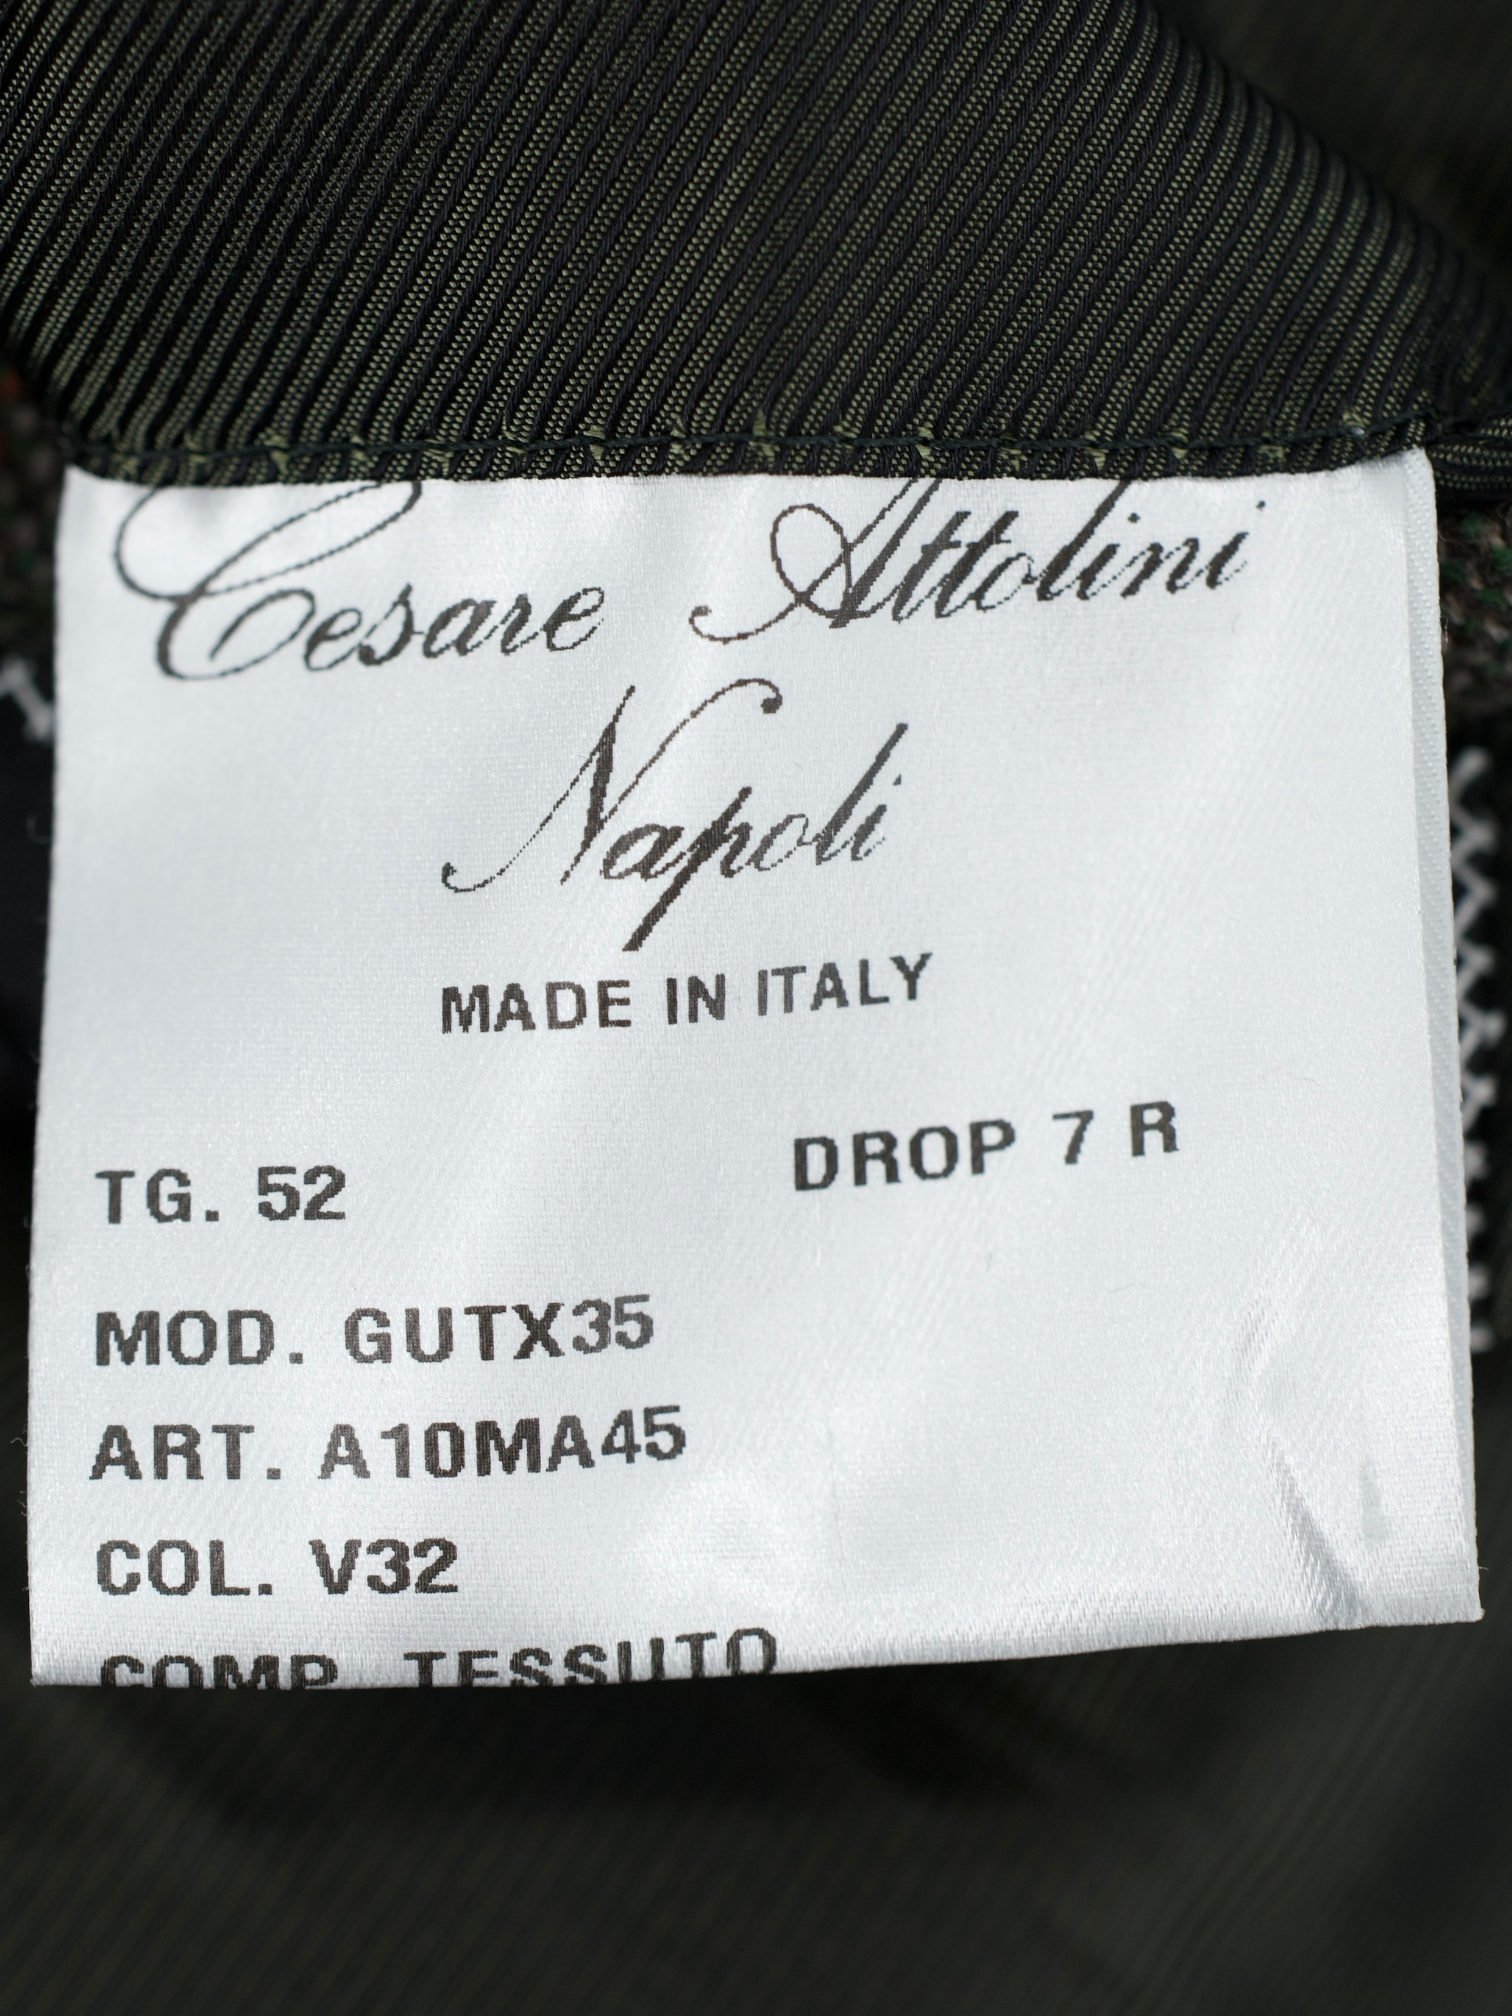 Cesare Attolini
Napoli
MADE IN ITALY
TG. 52 DROP 7 R
MOD. GUTX35
ART. A10MA45
COL. V32
COMP. TESSUTO